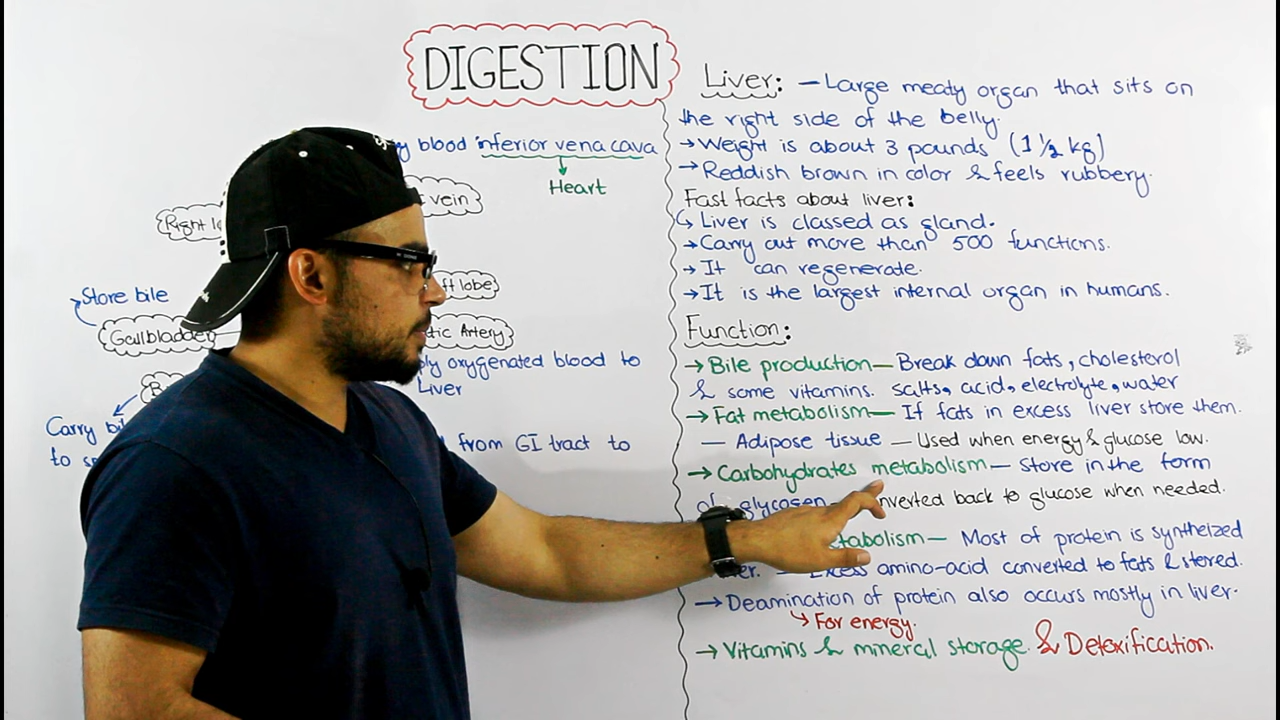 DIGESTION
blood inferior vena cava
Heart
vein
Right
lobe
Store bile
Gallbladder
Artery
oxygenated blood to
Liver
Carry
to
from GI tract to
Liver: — Large meaty organ that sits on
the right side of the belly.
→ Weight is about 3 pounds (1 1/2 kg)
→ Reddish brown in color & feels rubbery.
Fast facts about liver:
↳ Liver is classed as gland.
→ Carry out more than 500 functions.
→ It can regenerate.
→ It is the largest internal organ in humans.
Function:
→ Bile production — Break down fats, cholesterol
& some vitamins. Salts, acid, electrolyte, water
→ Fat metabolism — If fats in excess liver store them.
— Adipose tissue — Used when energy & glucose low.
→ Carbohydrates metabolism — Store in the form
of glycogen — nverted back to glucose when needed.
tabolism — Most of protein is syntheized
— Excess amino-acid converted to fats & stored.
→ Deamination of protein also occurs mostly in liver.
↳ For energy.
→ Vitamins & mineral storage. & Detoxification.